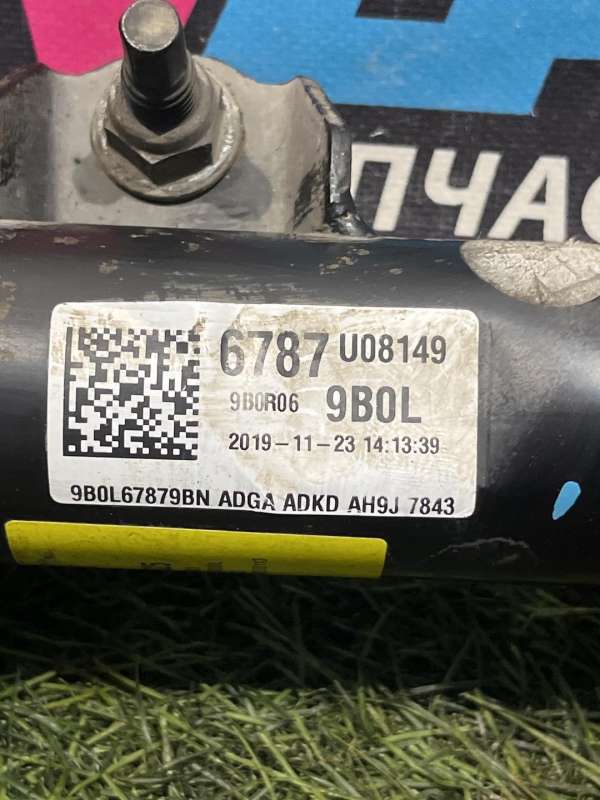 ПЧАС
6787 U08149
9B0R06 9B0L
2019-11-23 14:13:39
9B0L67879BN ADGA ADKD AH9J 7843